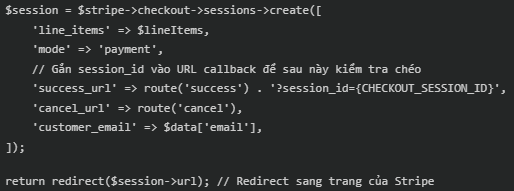 $session = $stripe->checkout->sessions->create([
    'line_items' => $lineItems,
    'mode' => 'payment',
    // Gắn session_id vào URL callback để sau này kiểm tra chéo
    'success_url' => route('success') . '?session_id={CHECKOUT_SESSION_ID}',
    'cancel_url' => route('cancel'),
    'customer_email' => $data['email'],
]);
return redirect($session->url); // Redirect sang trang của Stripe